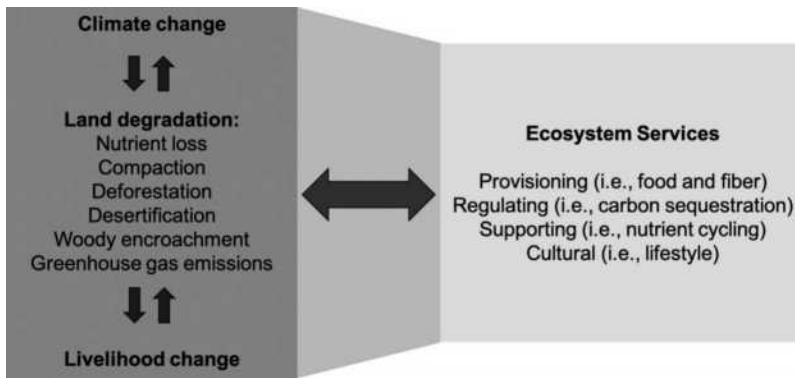 Climate change
Land degradation:
Nutrient loss
Compaction
Deforestation
Desertification
Woody encroachment
Greenhouse gas emissions
Livelihood change
Ecosystem Services
Provisioning (i.e., food and fiber)
Regulating (i.e., carbon sequestration)
Supporting (i.e., nutrient cycling)
Cultural (i.e., lifestyle)